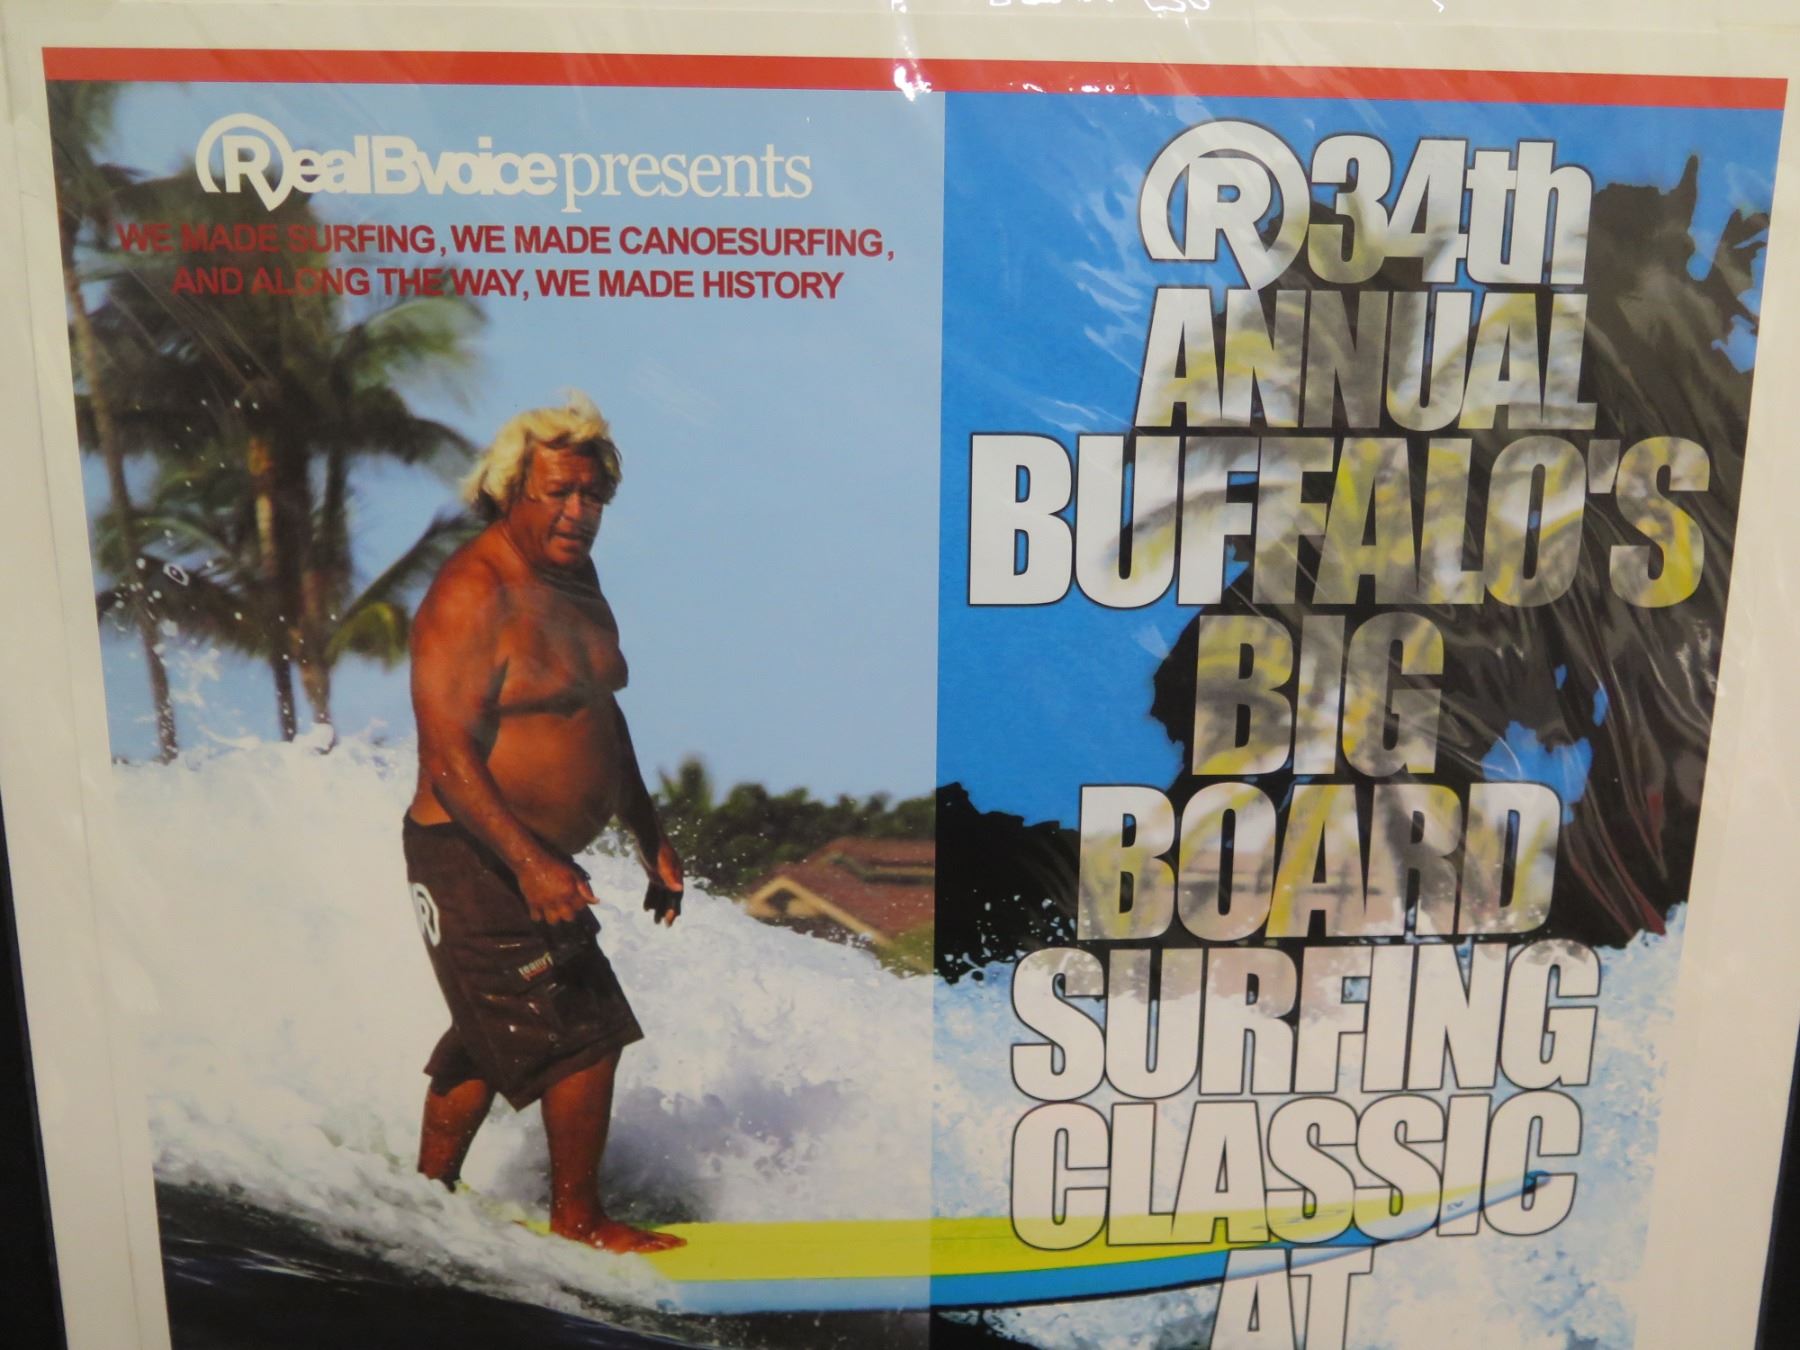 RealBvoice presents
WE MADE SURFING, WE MADE CANOESURFING,
AND ALONG THE WAY, WE MADE HISTORY
R 34th
ANNUAL
BUFFALO'S
BIG
BOARD
SURFING
CLASSIC
AT